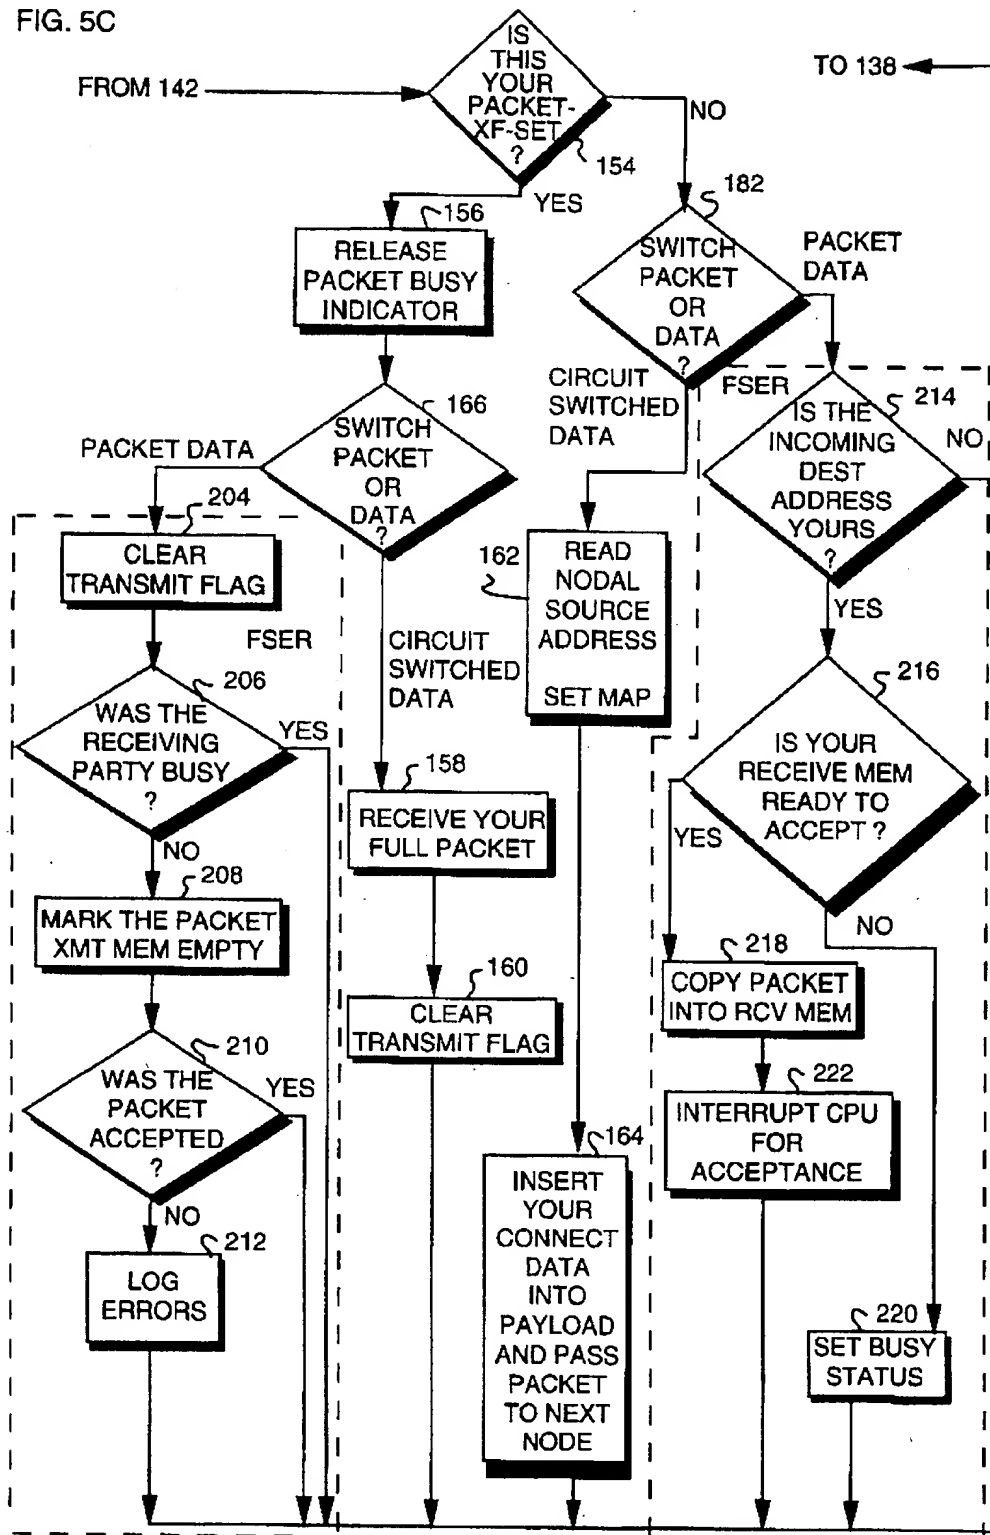 FIG. 5C
FROM 142
IS
THIS
YOUR
PACKET-
XF-SET
?
154
TO 138
NO
YES
156
RELEASE
PACKET BUSY
INDICATOR
182
SWITCH
PACKET
OR
DATA
?
PACKET
DATA
166
SWITCH
PACKET
OR
DATA
?
PACKET DATA
CIRCUIT
SWITCHED
DATA
FSER
214
IS THE
INCOMING
DEST
ADDRESS
YOURS
?
NO
YES
204
CLEAR
TRANSMIT FLAG
FSER
206
WAS THE
RECEIVING
PARTY BUSY
?
YES
NO
CIRCUIT
SWITCHED
DATA
162
READ
NODAL
SOURCE
ADDRESS
SET MAP
216
IS YOUR
RECEIVE MEM
READY TO
ACCEPT ?
YES
NO
158
RECEIVE YOUR
FULL PACKET
208
MARK THE PACKET
XMT MEM EMPTY
160
CLEAR
TRANSMIT FLAG
218
COPY PACKET
INTO RCV MEM
210
WAS THE
PACKET
ACCEPTED
?
YES
NO
222
INTERRUPT CPU
FOR
ACCEPTANCE
164
INSERT
YOUR
CONNECT
DATA
INTO
PAYLOAD
AND PASS
PACKET
TO NEXT
NODE
212
LOG
ERRORS
220
SET BUSY
STATUS